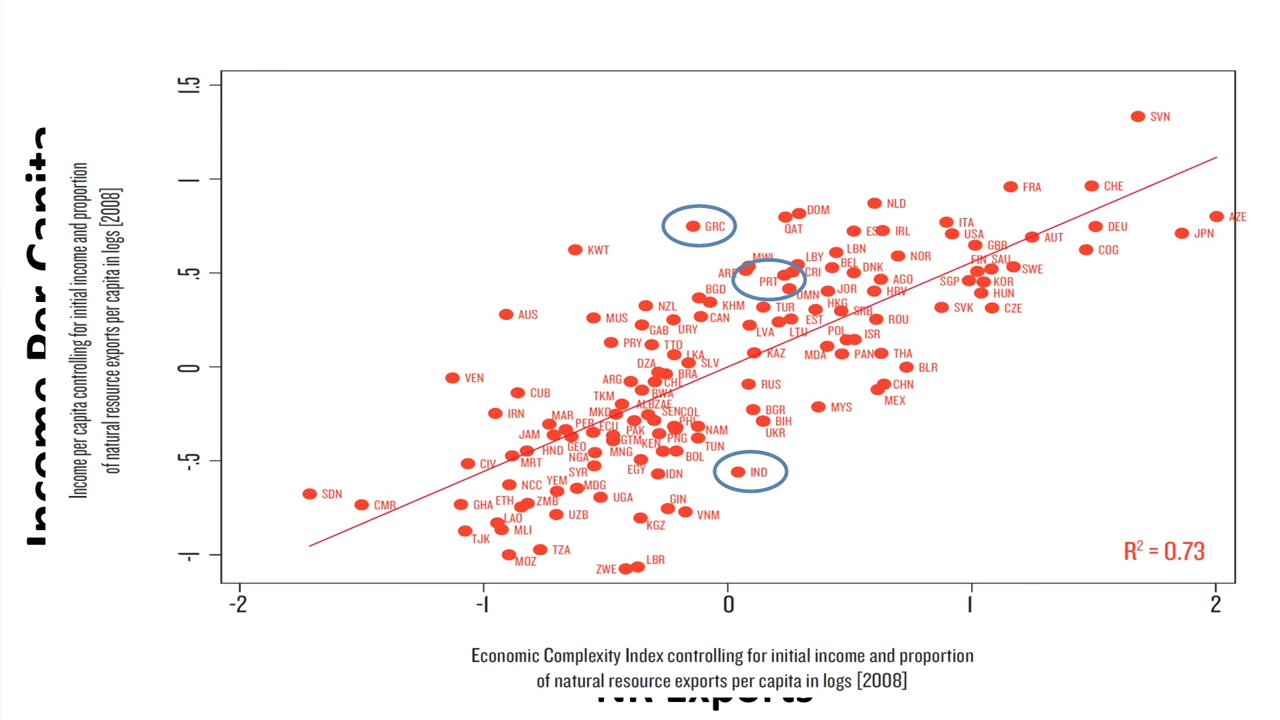 Income Per Capita
Income per capita controlling for initial income and proportion
of natural resource exports per capita in logs [2008]
1.5
1
.5
0
-.5
-1
SVN
FRA
CHE
NLD
DOM
QAT
AZE
GRC
ITA
DEU
ES
IRL
USA
JPN
AUT
GBR
KWT
LBN
COG
NOR
MWI
LBY
BEL
FIN
SAU
SWE
ARE
CRI
DNK
PRT
AGO
SGP
KOR
BGD
OMN
JOR
HRV
HUN
NZL
KHM
TUR
HKG
SRB
SVK
CZE
AUS
MUS
CAN
GAB
URY
LVA
LTU
EST
ROU
POL
ISR
PRY
TTO
LKA
KAZ
MDA
PAN
THA
DZA
SLV
BLR
VEN
ARG
BRA
CHL
RUS
CHN
CUB
BWA
MEX
TKM
ALB
ZAF
MYS
IRN
MAR
MKD
SEN
COL
BGR
PER
ECU
PAK
PHL
BIH
JAM
NAM
UKR
HND
GEO
GTM
KEN
PNG
TUN
CIV
MRT
NGA
MNG
BOL
SYR
EGY
IDN
IND
SDN
NCC
YEM
MDG
CMR
GHA
ETH
ZMB
UGA
GIN
LAO
UZB
KGZ
VNM
TJK
MLI
MOZ
TZA
ZWE
LBR
R² = 0.73
-2
-1
0
1
2
Economic Complexity Index controlling for initial income and proportion
of natural resource exports per capita in logs [2008]
NR Exports